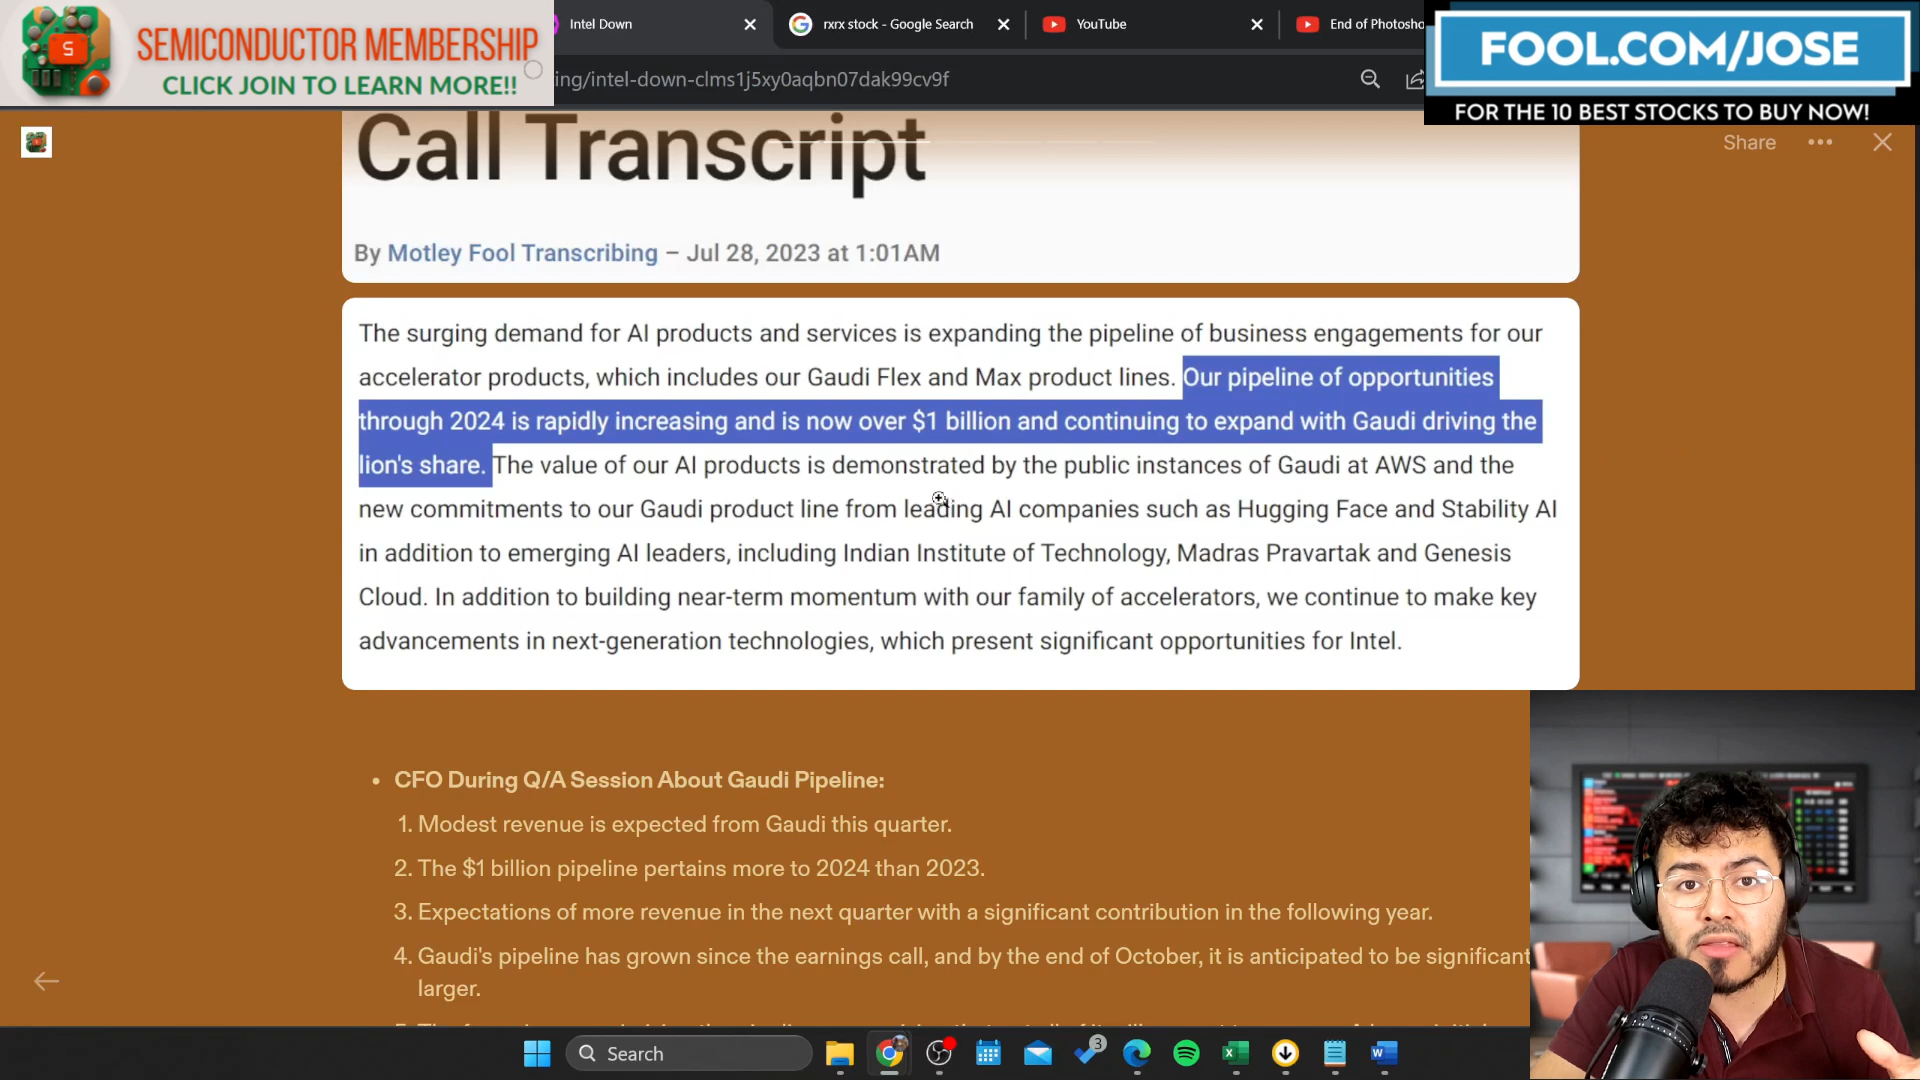 SEMICONDUCTOR MEMBERSHIP
CLICK JOIN TO LEARN MORE!!
S
Intel Down
rxrx stock - Google Search
YouTube
End of Photosho
ing/intel-down-clms1j5xy0aqbn07dak99cv9f
FOOL.COM/JOSE
FOR THE 10 BEST STOCKS TO BUY NOW!
Share
Call Transcript
By Motley Fool Transcribing – Jul 28, 2023 at 1:01AM
The surging demand for AI products and services is expanding the pipeline of business engagements for our
accelerator products, which includes our Gaudi Flex and Max product lines. Our pipeline of opportunities
through 2024 is rapidly increasing and is now over $1 billion and continuing to expand with Gaudi driving the
lion's share. The value of our AI products is demonstrated by the public instances of Gaudi at AWS and the
new commitments to our Gaudi product line from leading AI companies such as Hugging Face and Stability AI
in addition to emerging AI leaders, including Indian Institute of Technology, Madras Pravartak and Genesis
Cloud. In addition to building near-term momentum with our family of accelerators, we continue to make key
advancements in next-generation technologies, which present significant opportunities for Intel.
• CFO During Q/A Session About Gaudi Pipeline:
1. Modest revenue is expected from Gaudi this quarter.
2. The $1 billion pipeline pertains more to 2024 than 2023.
3. Expectations of more revenue in the next quarter with a significant contribution in the following year.
4. Gaudi's pipeline has grown since the earnings call, and by the end of October, it is anticipated to be significant
larger.
Search
3